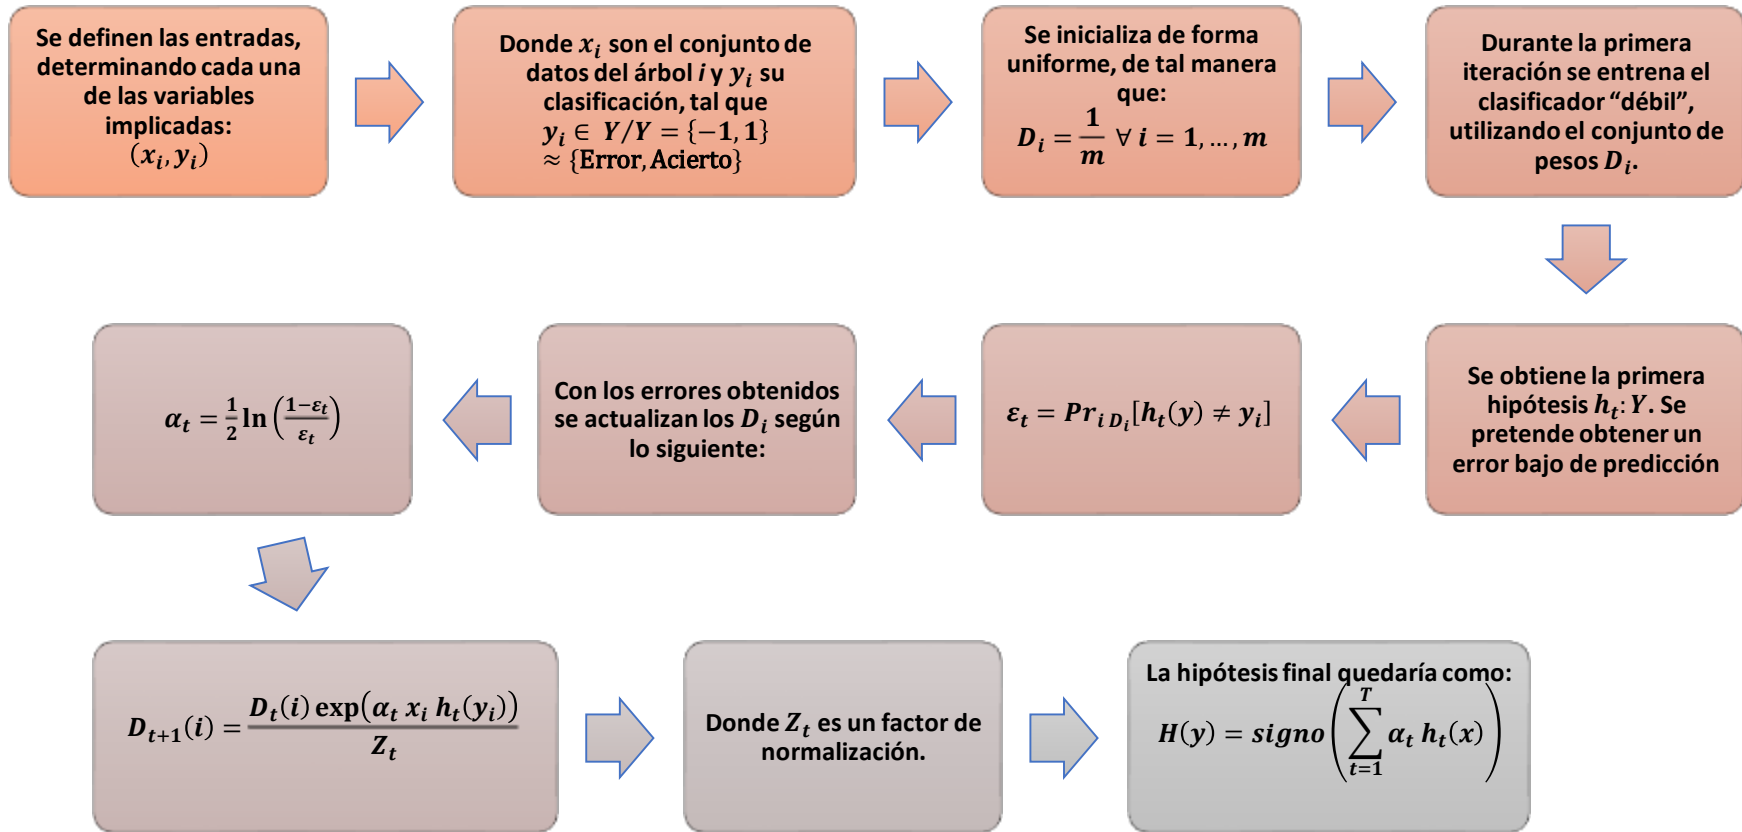 Se definen las entradas,
determinando cada una
de las variables
implicadas:
(x_i, y_i)
Donde x_i son el conjunto de
datos del árbol i y y_i su
clasificación, tal que
y_i ∈ Y/Y = {−1, 1}
≈ {Error, Acierto}
Se inicializa de forma
uniforme, de tal manera
que:
D_i = 1/m ∀ i = 1, … , m
Durante la primera
iteración se entrena el
clasificador “débil”,
utilizando el conjunto de
pesos D_i.
Se obtiene la primera
hipótesis h_t: Y. Se
pretende obtener un
error bajo de predicción
ε_t = Pr_{i D_i}[h_t(y) ≠ y_i]
Con los errores obtenidos
se actualizan los D_i según
lo siguiente:
α_t = 1/2 ln((1−ε_t)/ε_t)
D_{t+1}(i) = D_t(i) exp(α_t x_i h_t(y_i)) / Z_t
Donde Z_t es un factor de
normalización.
La hipótesis final quedaría como:
H(y) = signo(∑_{t=1}^{T} α_t h_t(x))